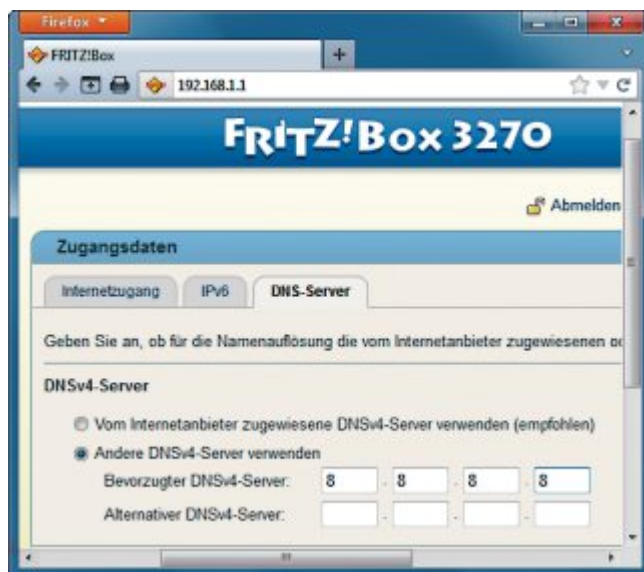 Firefox
FRITZ!Box
192.168.1.1
FRITZ!Box 3270
Abmelden
Zugangsdaten
Internetzugang IPv6 DNS-Server
Geben Sie an, ob für die Namenauflösung die vom Internetanbieter zugewiesenen
DNSv4-Server
Vom Internetanbieter zugewiesene DNSv4-Server verwenden (empfohlen)
Andere DNSv4-Server verwenden
Bevorzugter DNSv4-Server: 8 . 8 . 8 . 8
Alternativer DNSv4-Server: . . .